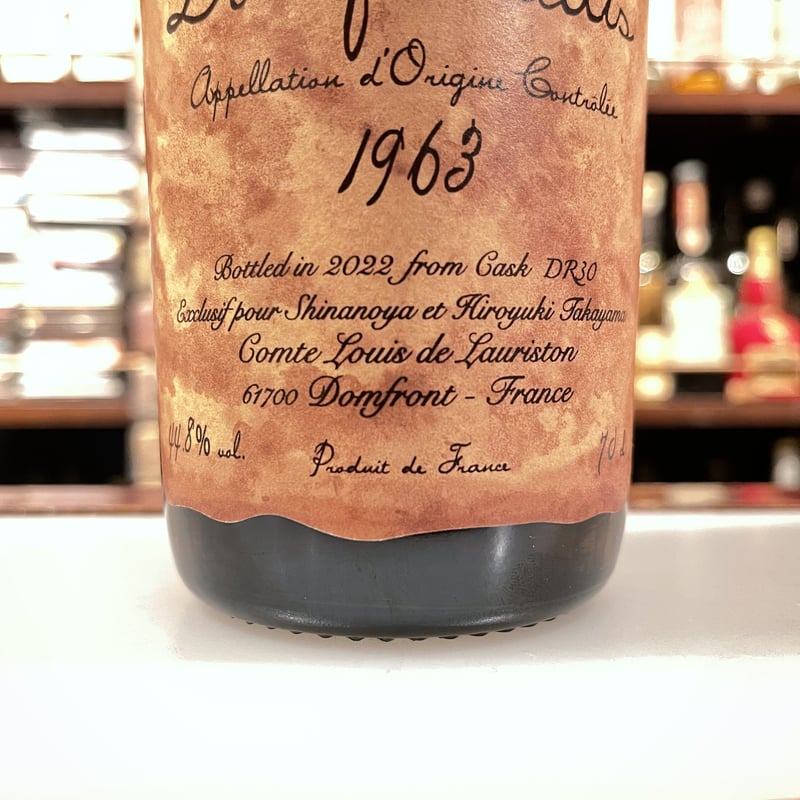 Appellation d'Origine Contrôlée
1963
Bottled in 2022 from Cask DR30
Exclusif pour Shinanoya et Hiroyuki Takayama
Comte Louis de Lauriston
61700 Domfront - France
44.8% vol.
Produit de France
70